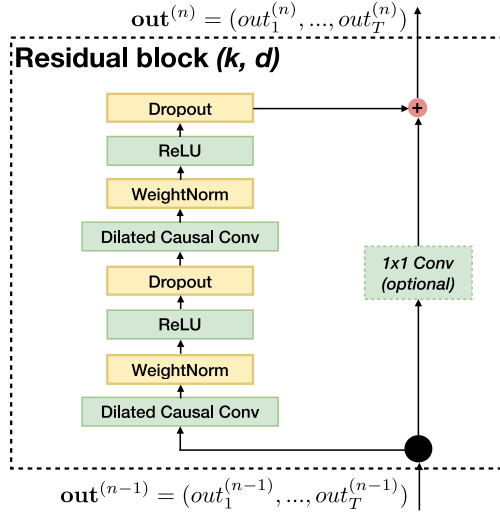 out^(n) = (out_1^(n), ..., out_T^(n))
Residual block (k, d)
Dropout
+
ReLU
WeightNorm
Dilated Causal Conv
1x1 Conv
(optional)
Dropout
ReLU
WeightNorm
Dilated Causal Conv
out^(n−1) = (out_1^(n−1), ..., out_T^(n−1))